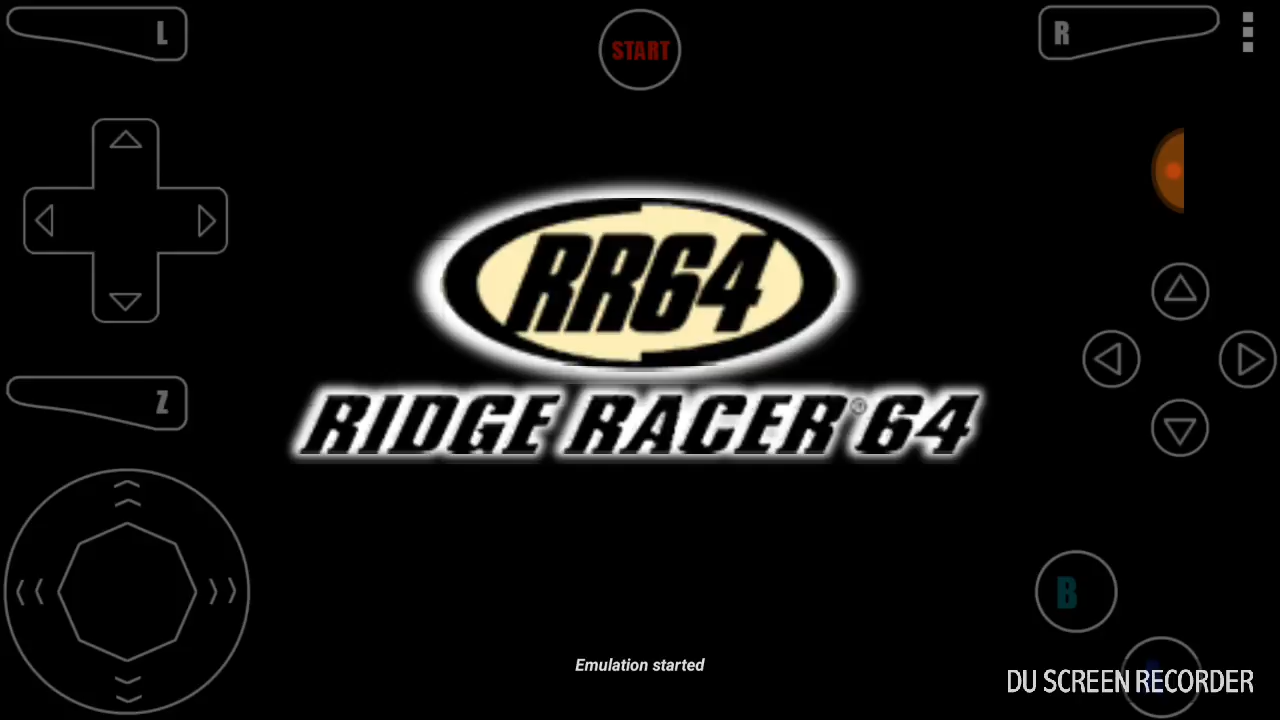 L
START
R
RR64
RIDGE RACER® 64
Z
B
A
Emulation started
DU SCREEN RECORDER